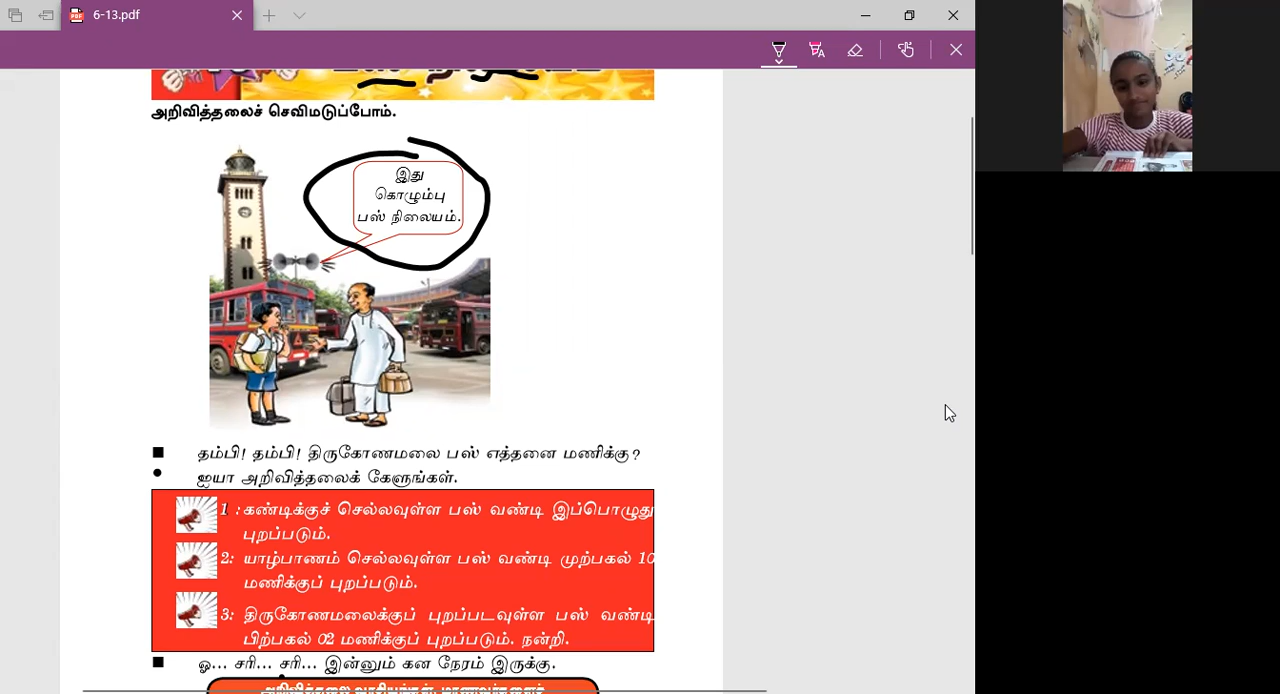 6-13.pdf
பஸ் நிலையம்
அறிவித்தலைச் செவிமடுப்போம்.
இது
கொழும்பு
பஸ் நிலையம்.
■ தம்பி! தம்பி! திருகோணமலை பஸ் எத்தனை மணிக்கு?
● ஐயா அறிவித்தலைக் கேளுங்கள்.
1 : கண்டிக்குச் செல்லவுள்ள பஸ் வண்டி இப்பொழுது
புறப்படும்.
2: யாழ்பாணம் செல்லவுள்ள பஸ் வண்டி முற்பகல் 10
மணிக்குப் புறப்படும்.
3: திருகோணமலைக்குப் புறப்படவுள்ள பஸ் வண்டி
பிற்பகல் 02 மணிக்குப் புறப்படும். நன்றி.
■ ஓ... சரி... சரி... இன்னும் கன நேரம் இருக்கு.